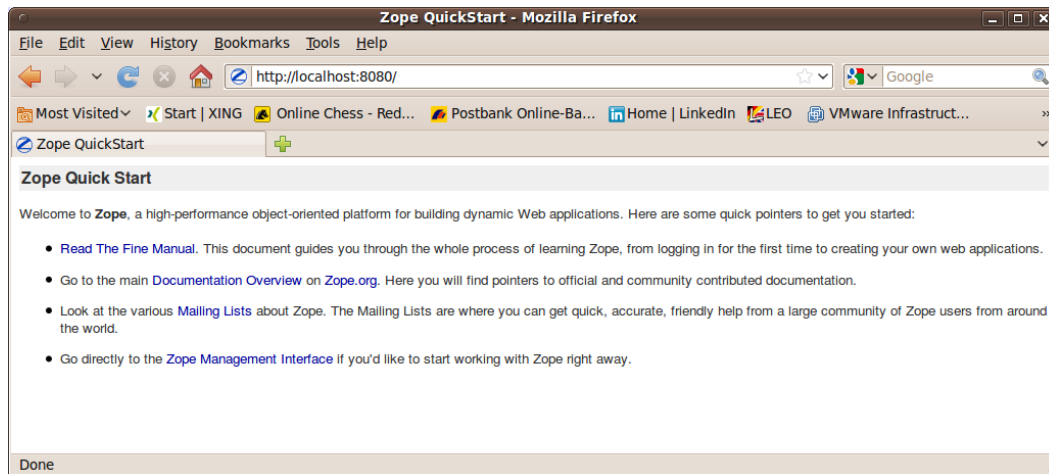 Zope QuickStart - Mozilla Firefox
File Edit View History Bookmarks Tools Help
http://localhost:8080/ Google
Most Visited Start | XING Online Chess - Red... Postbank Online-Ba... Home | LinkedIn LEO VMware Infrastruct... »
Zope QuickStart
Zope Quick Start
Welcome to Zope, a high-performance object-oriented platform for building dynamic Web applications. Here are some quick pointers to get you started:
• Read The Fine Manual. This document guides you through the whole process of learning Zope, from logging in for the first time to creating your own web applications.
• Go to the main Documentation Overview on Zope.org. Here you will find pointers to official and community contributed documentation.
• Look at the various Mailing Lists about Zope. The Mailing Lists are where you can get quick, accurate, friendly help from a large community of Zope users from around
the world.
• Go directly to the Zope Management Interface if you'd like to start working with Zope right away.
Done